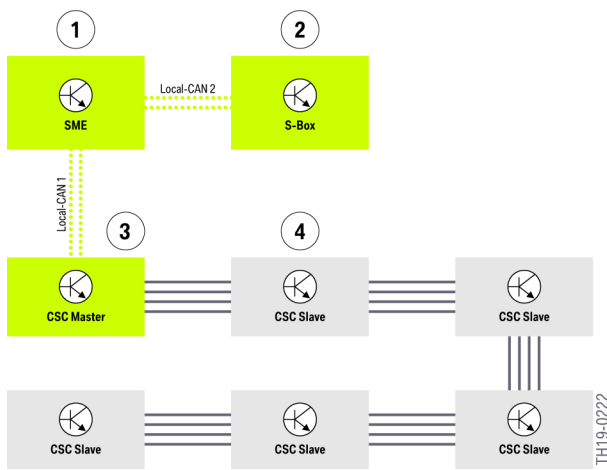 1
2
SME
Local-CAN 2
S-Box
Local-CAN 1
3
4
CSC Master
CSC Slave
CSC Slave
CSC Slave
CSC Slave
CSC Slave
TH19-0222